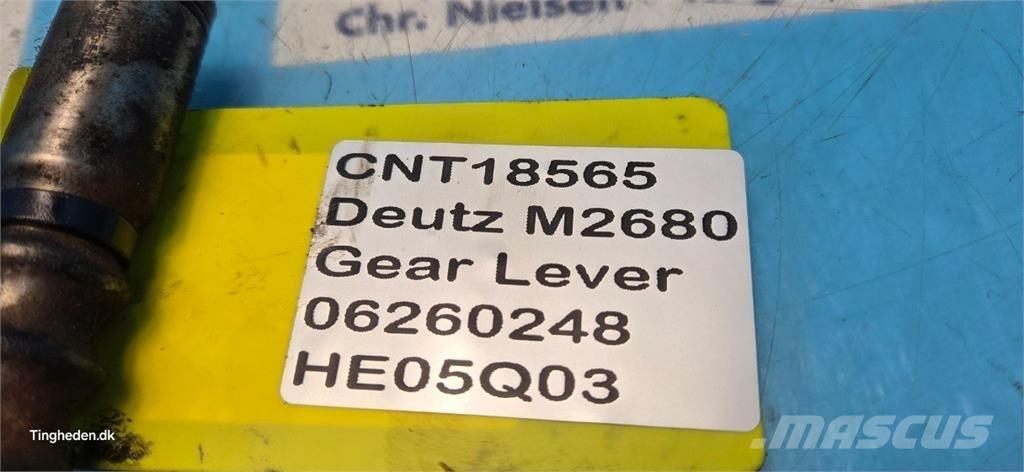 Chr. Nielsen
CNT18565
Deutz M2680
Gear Lever
06260248
HE05Q03
Tingheden.dk
MASCUS